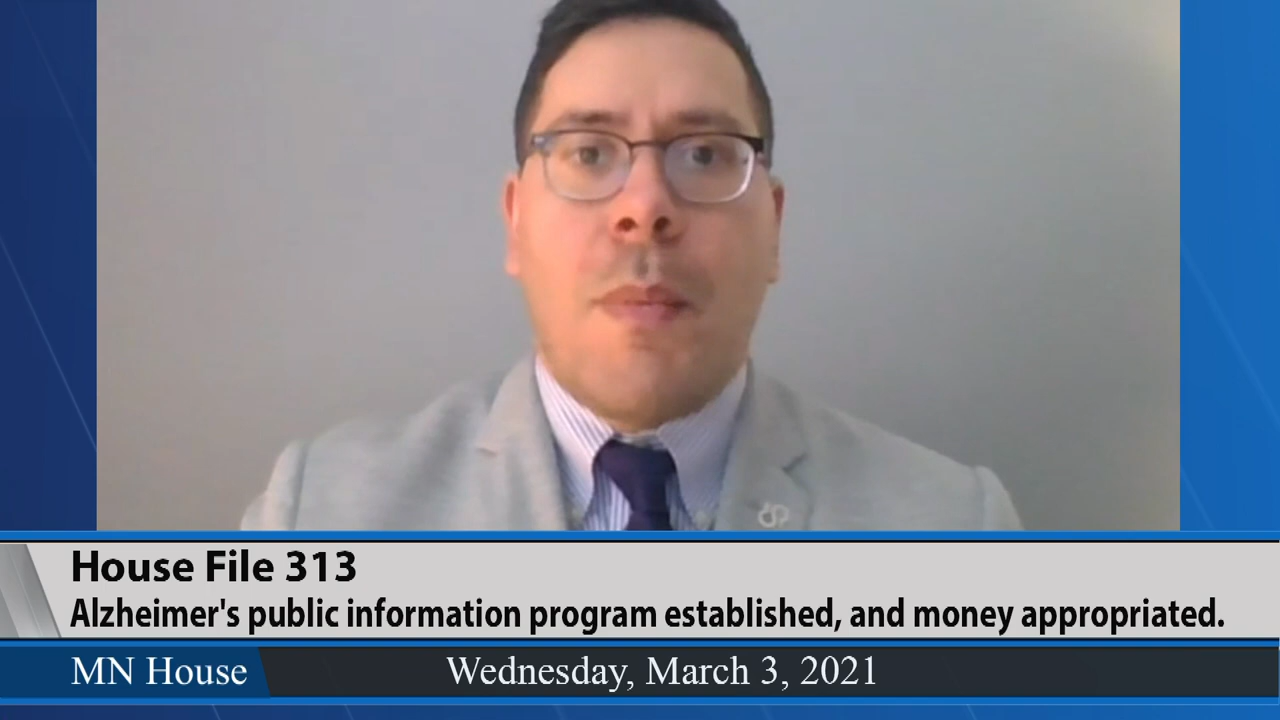 House File 313
Alzheimer's public information program established, and money appropriated.
MN House
Wednesday, March 3, 2021